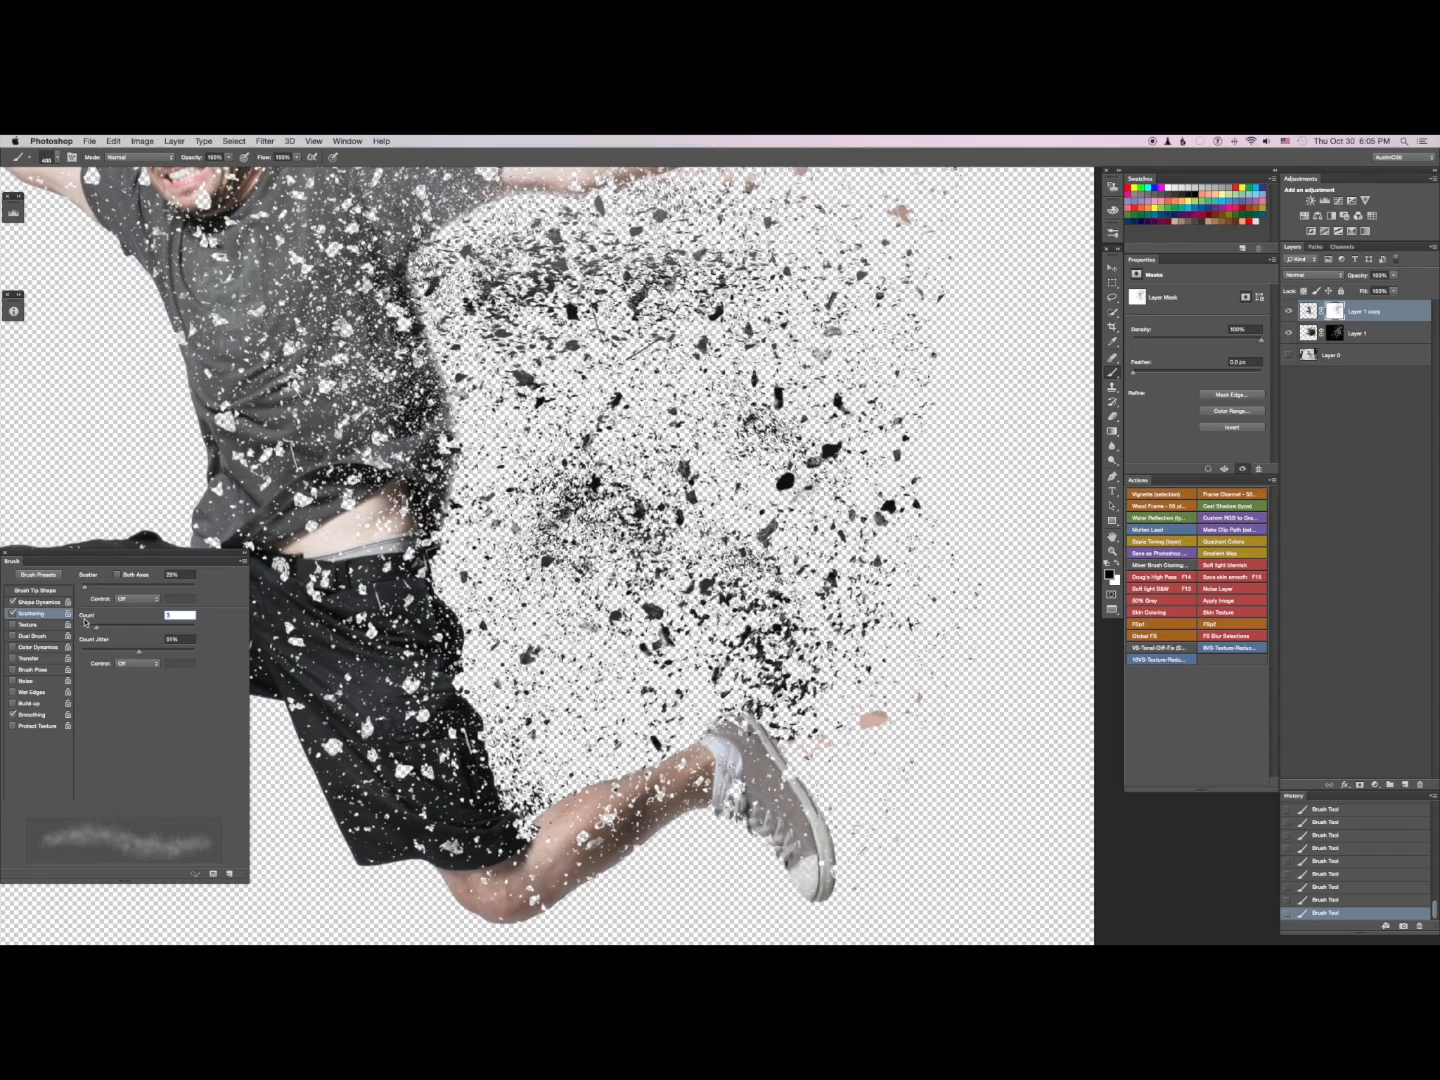 Photoshop File Edit Image Layer Type Select Filter 3D View Window Help
Thu Oct 30 6:05 PM
400 Mode: Normal Opacity: 100% Flow: 100%
AustinCSE
Swatches
Adjustments
Add an adjustment
Layers Paths Channels
Kind
Normal Opacity: 100%
Lock: Fill: 100%
Layer 1 copy
Layer 1
Layer 0
Properties
Masks
Layer Mask
Density: 100%
Feather: 0.0 px
Refine: Mask Edge...
Color Range...
Invert
Actions
Vignette (selection) Frame Channel - 50...
Wood Frame - 50 pi... Cast Shadow (type)
Water Reflection (ty... Custom RGB to Gra...
Molten Lead Make Clip Path (sel...
Sepia Toning (layer) Quadrant Colors
Save as Photoshop ... Gradient Map
Mixer Brush Cloning... Soft light blemish
Doug's High Pass F14 Spce skin smooth F15
Soft light B&W F13 Noise Layer
50% Grey Apply Image
Skin Coloring Skin Texture
FSp1 FSp2
Global FS FS Blur Selections
VS-Tonal-Diff-Fix (S... 8VS-Texture-Reduc...
16VS-Texture-Redu...
History
Brush Tool
Brush Tool
Brush Tool
Brush Tool
Brush Tool
Brush Tool
Brush Tool
Brush Tool
Brush Tool
Brush
Brush Presets
Brush Tip Shape
Shape Dynamics
Scattering
Texture
Dual Brush
Color Dynamics
Transfer
Brush Pose
Noise
Wet Edges
Build-up
Smoothing
Protect Texture
Scatter Both Axes 29%
Control: Off
Count
Count Jitter 51%
Control: Off